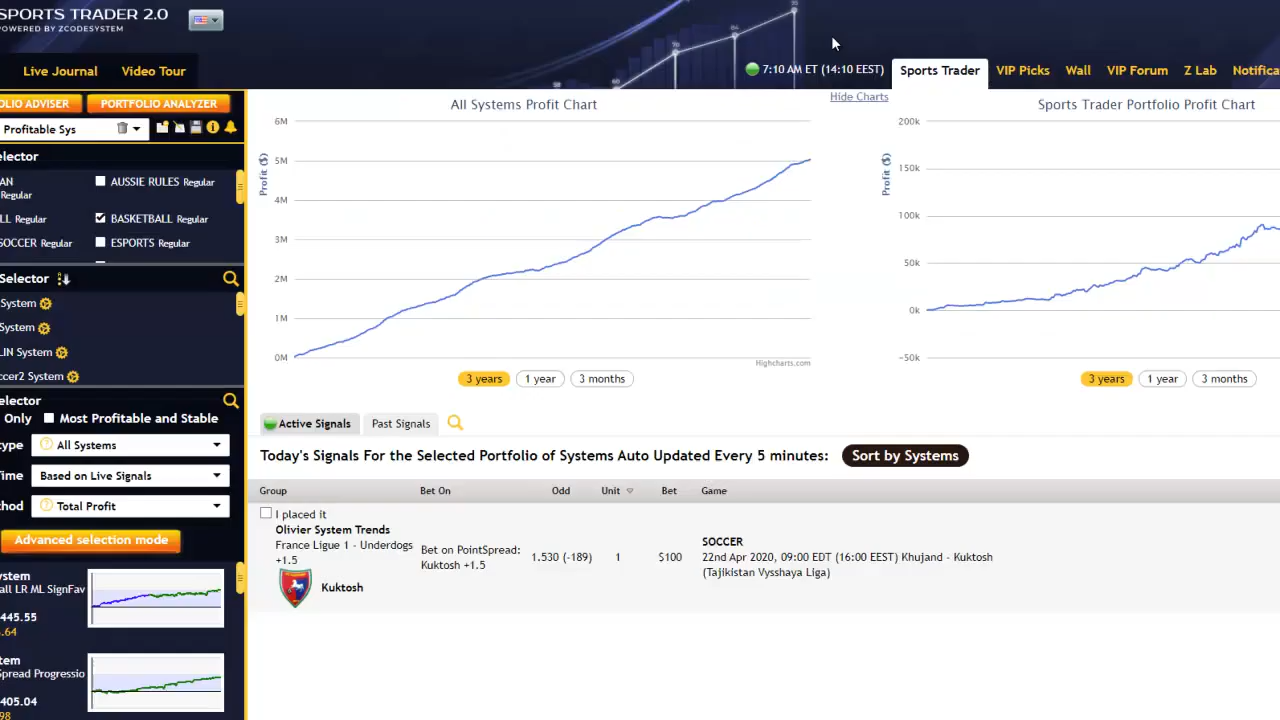 SPORTS TRADER 2.0
POWERED BY ZCODESYSTEM
Live Journal
Video Tour
7:10 AM ET (14:10 EEST)
Sports Trader
VIP Picks
Wall
VIP Forum
Z Lab
Notifica
OLIO ADVISER
PORTFOLIO ANALYZER
Profitable Sys
elector
AN
Regular
AUSSIE RULES Regular
LL Regular
BASKETBALL Regular
SOCCER Regular
ESPORTS Regular
Selector
System
System
LIN System
ccer2 System
elector
Only
Most Profitable and Stable
ype
All Systems
Time
Based on Live Signals
hod
Total Profit
Advanced selection mode
ystem
all LR ML SignFav
445.55
.64
tem
Spread Progressio
405.04
98
Hide Charts
All Systems Profit Chart
Profit ($)
6M
5M
4M
3M
2M
1M
0M
Highcharts.com
3 years
1 year
3 months
Sports Trader Portfolio Profit Chart
Profit ($)
200k
150k
100k
50k
0k
-50k
3 years
1 year
3 months
Active Signals
Past Signals
Today's Signals For the Selected Portfolio of Systems Auto Updated Every 5 minutes:
Sort by Systems
Group
Bet On
Odd
Unit
Bet
Game
I placed it
Olivier System Trends
France Ligue 1 - Underdogs
+1.5
Kuktosh
Bet on PointSpread:
Kuktosh +1.5
1.530 (-189)
1
$100
SOCCER
22nd Apr 2020, 09:00 EDT (16:00 EEST) Khujand - Kuktosh
(Tajikistan Vysshaya Liga)